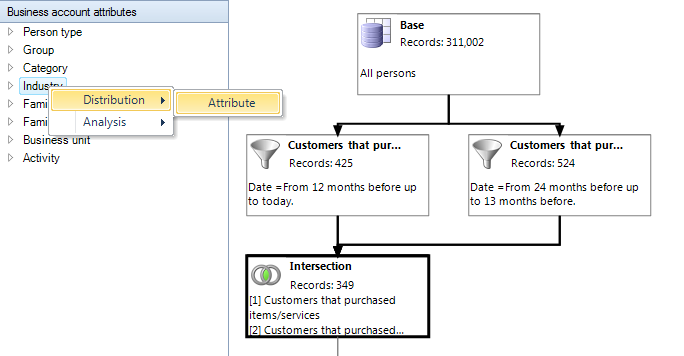 Business account attributes
Person type
Group
Category
Industry
Distribution
Attribute
Fami
Analysis
Fami
Business unit
Activity
Base
Records: 311,002
All persons
Customers that pur...
Records: 425
Date =From 12 months before up
to today.
Customers that pur...
Records: 524
Date =From 24 months before up
to 13 months before.
Intersection
Records: 349
[1] Customers that purchased
items/services
[2] Customers that purchased...